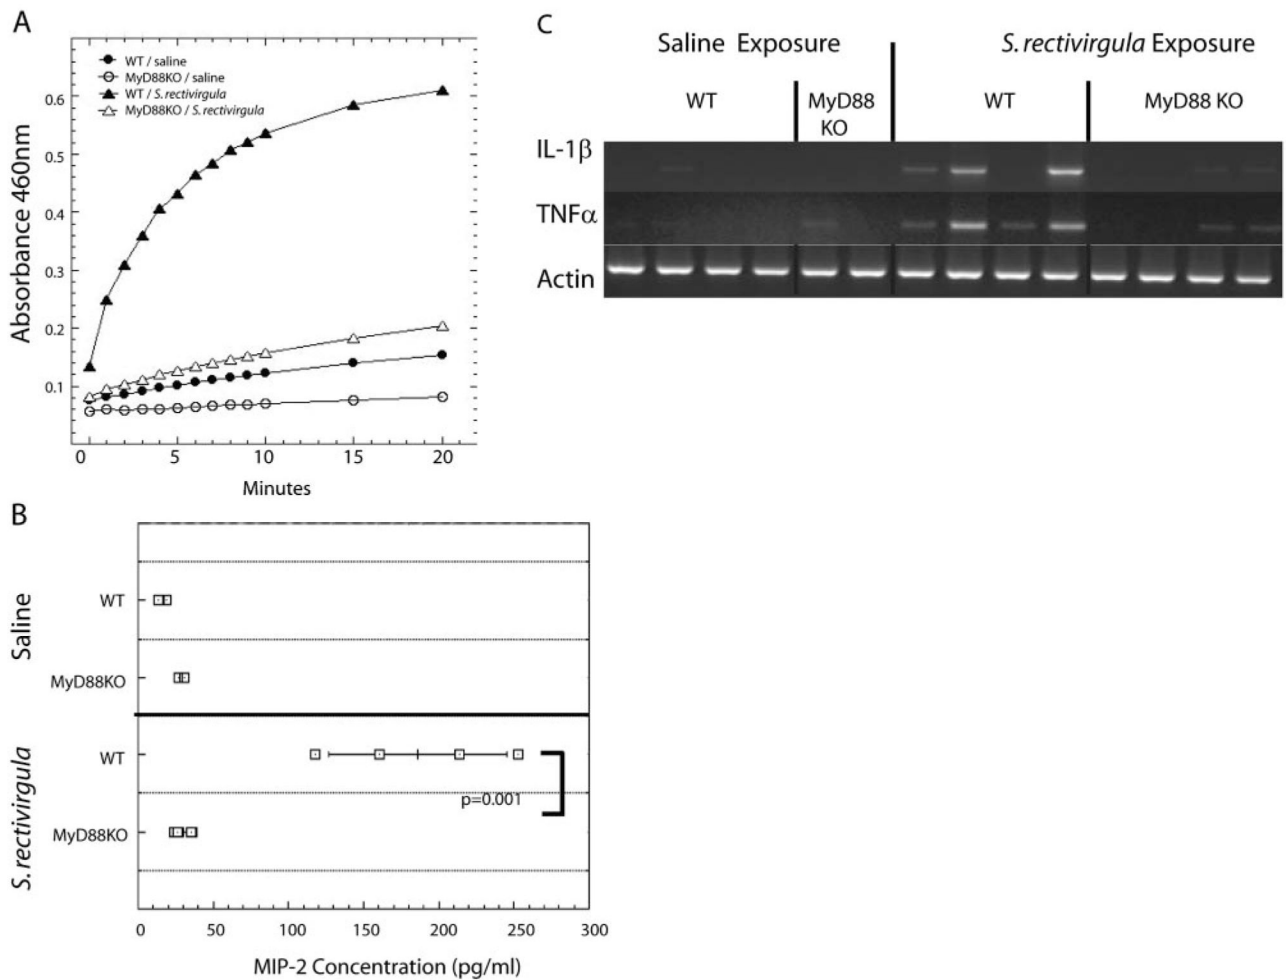 A
WT / saline
MyD88KO / saline
WT / S. rectivirgula
MyD88KO / S. rectivirgula
0.6
0.5
0.4
0.3
0.2
0.1
Absorbance 460nm
0 5 10 15 20
Minutes
B
Saline
WT
MyD88KO
S. rectivirgula
WT
p=0.001
MyD88KO
0 50 100 150 200 250 300
MIP-2 Concentration (pg/ml)
C
Saline Exposure S. rectivirgula Exposure
WT MyD88 KO WT MyD88 KO
IL-1β
TNFα
Actin